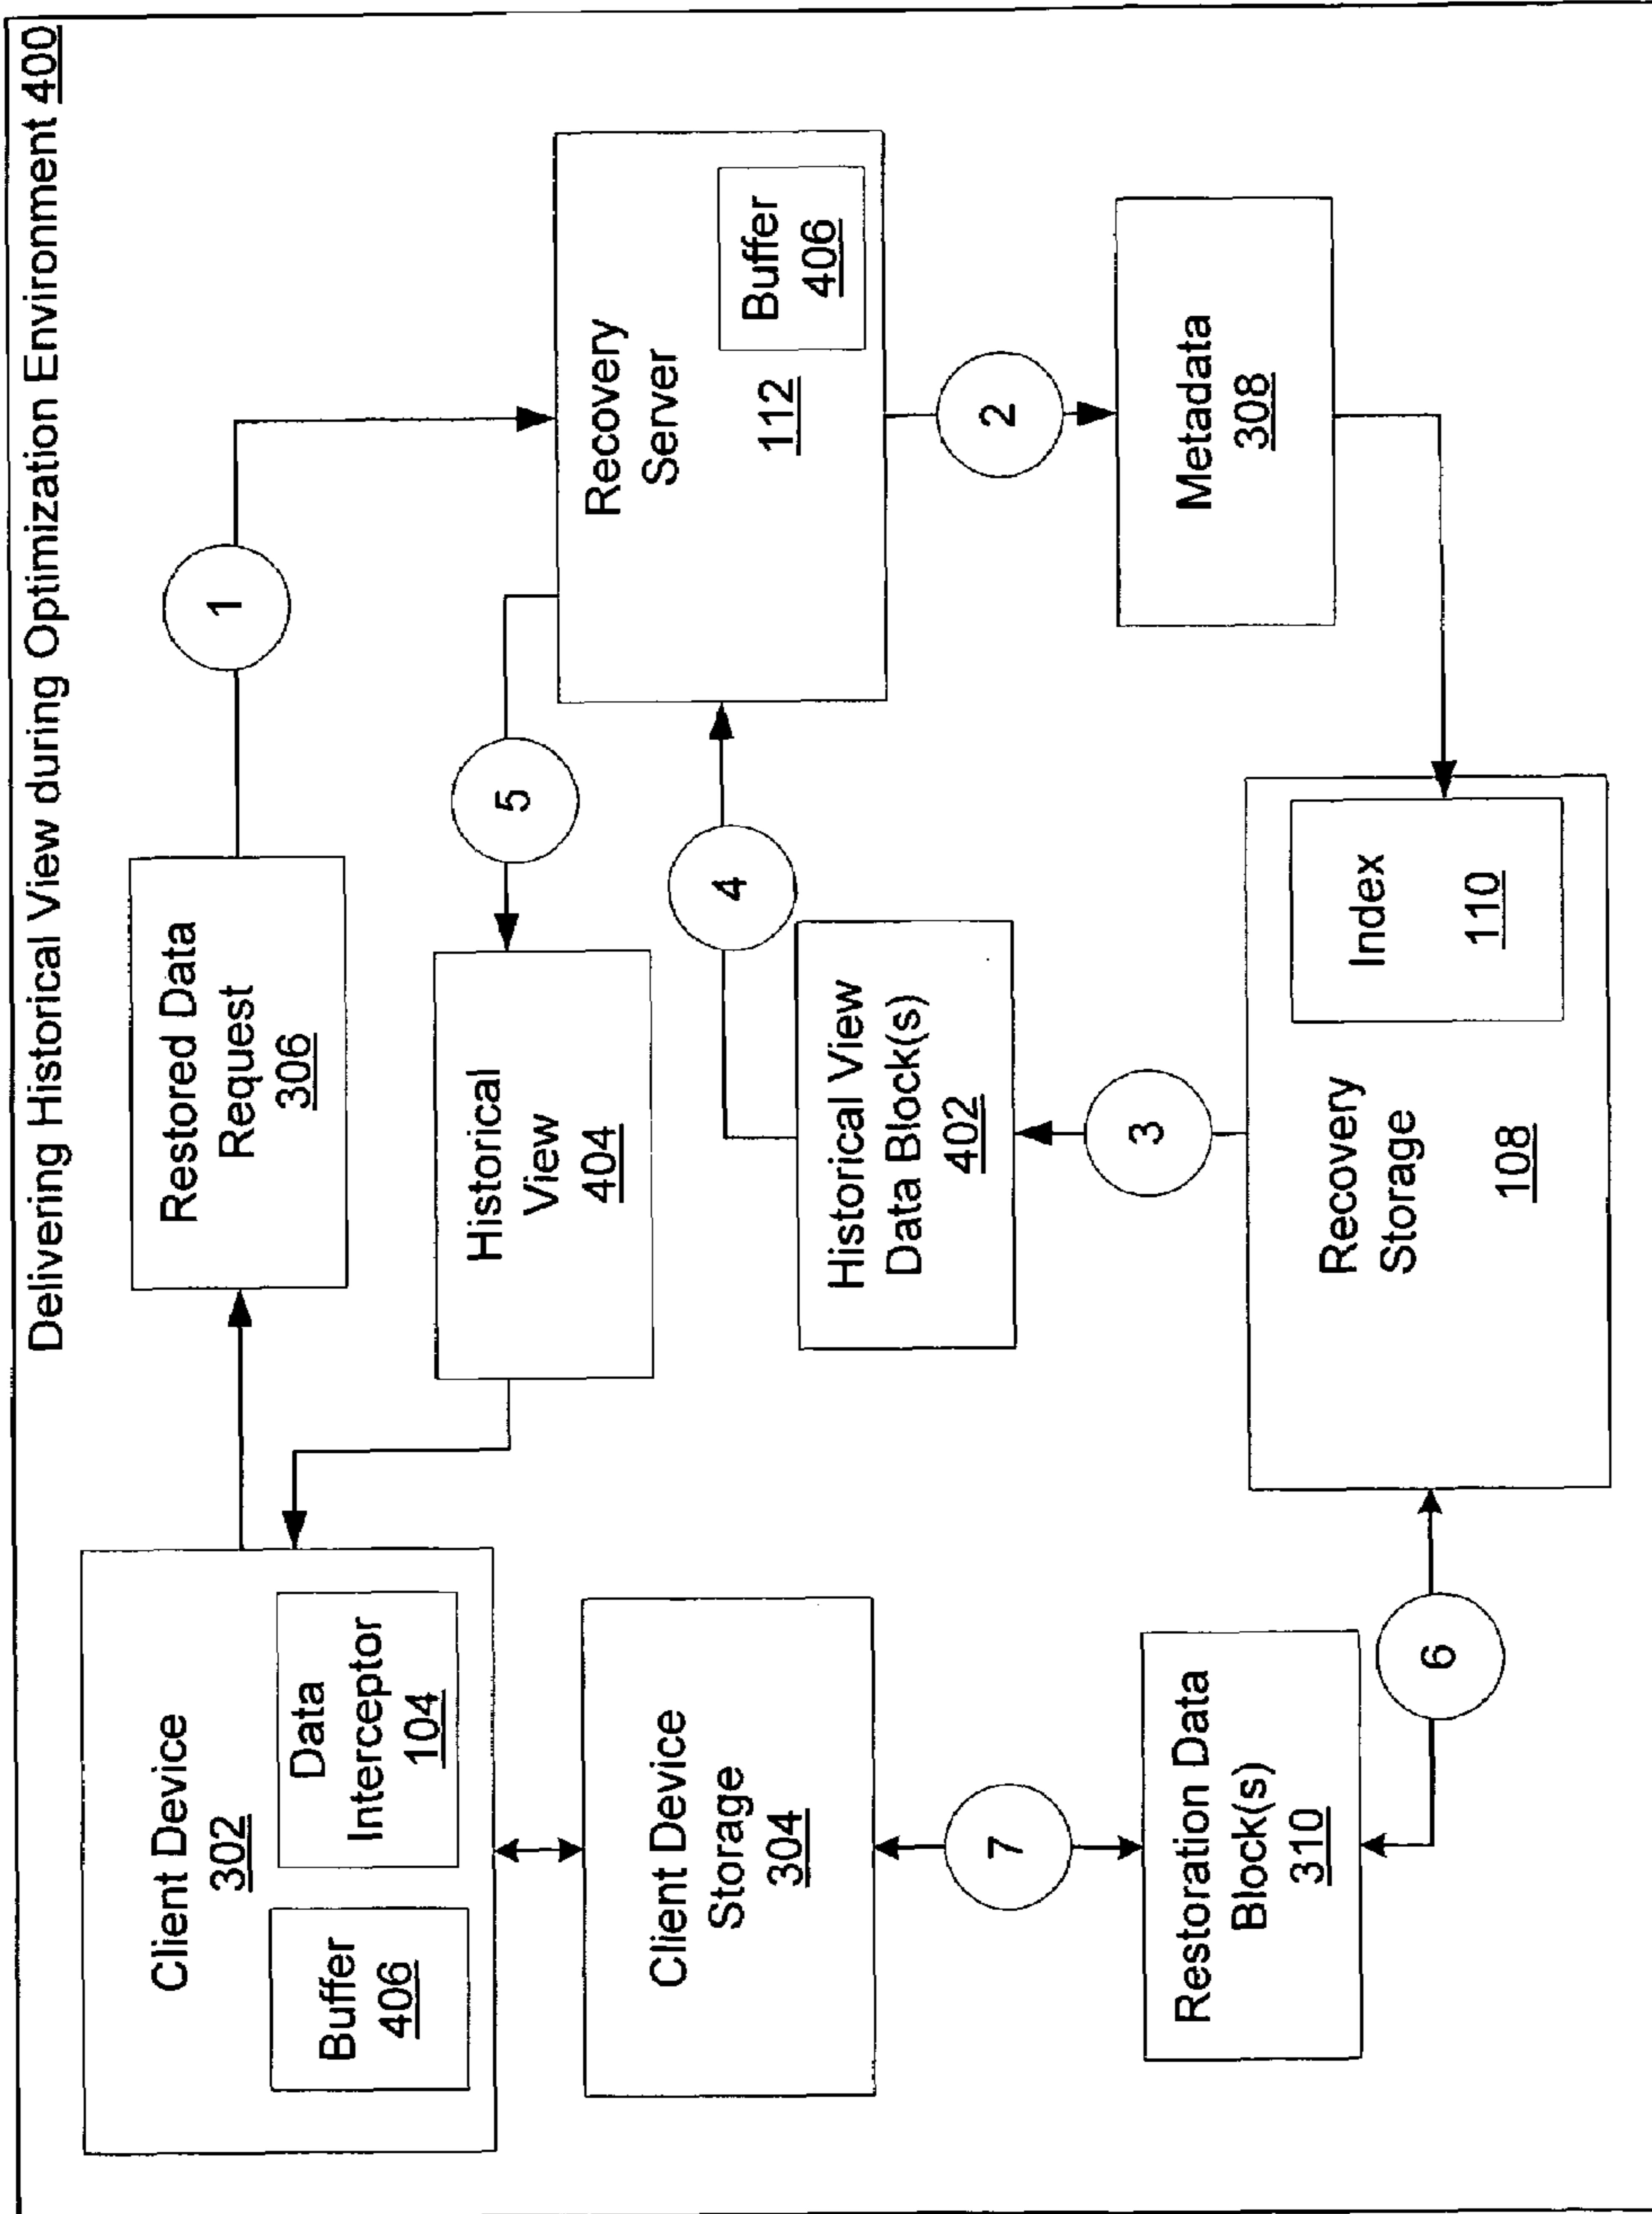 Delivering Historical View during Optimization Environment 400
Client Device
302
Buffer
406
Data
Interceptor
104
Restored Data
Request
306
1
Recovery
Server
112
Buffer
406
Historical
View
404
5
Client Device
Storage
304
Historical View
Data Block(s)
402
4
2
7
3
Restoration Data
Block(s)
310
6
Recovery
Storage
108
Index
110
Metadata
308